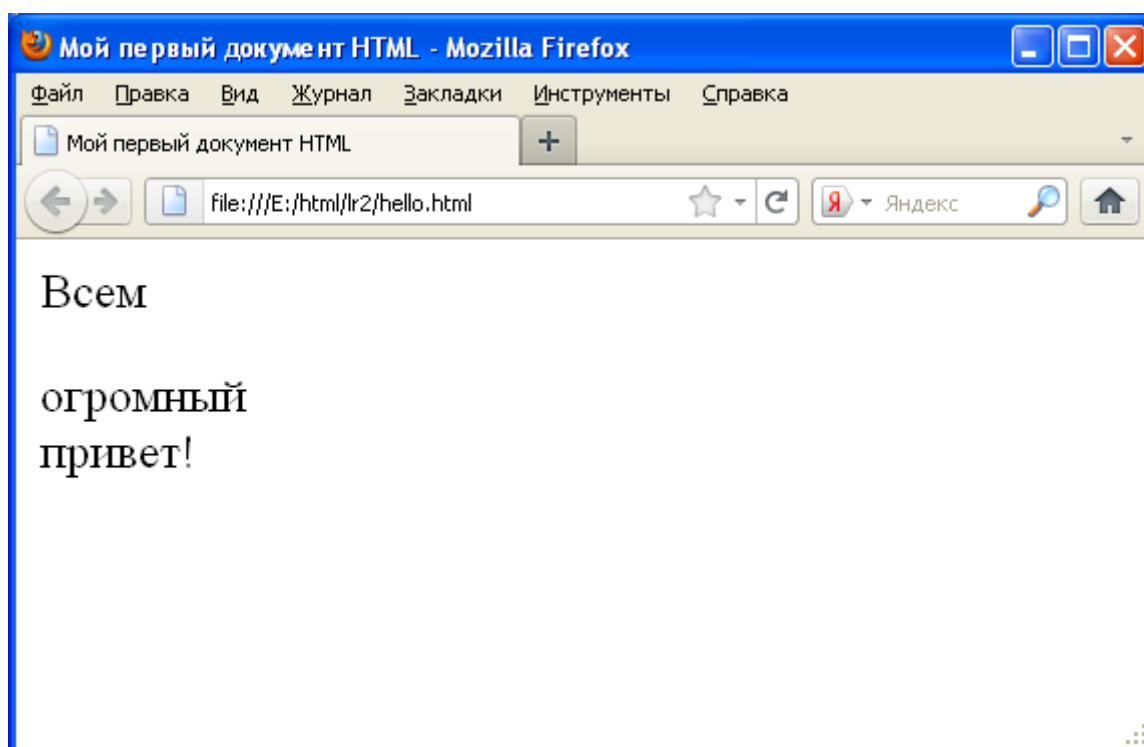 Мой первый документ HTML - Mozilla Firefox
Файл Правка Вид Журнал Закладки Инструменты Справка
Мой первый документ HTML
file:///E:/html/lr2/hello.html Я Яндекс
Всем
огромный
привет!